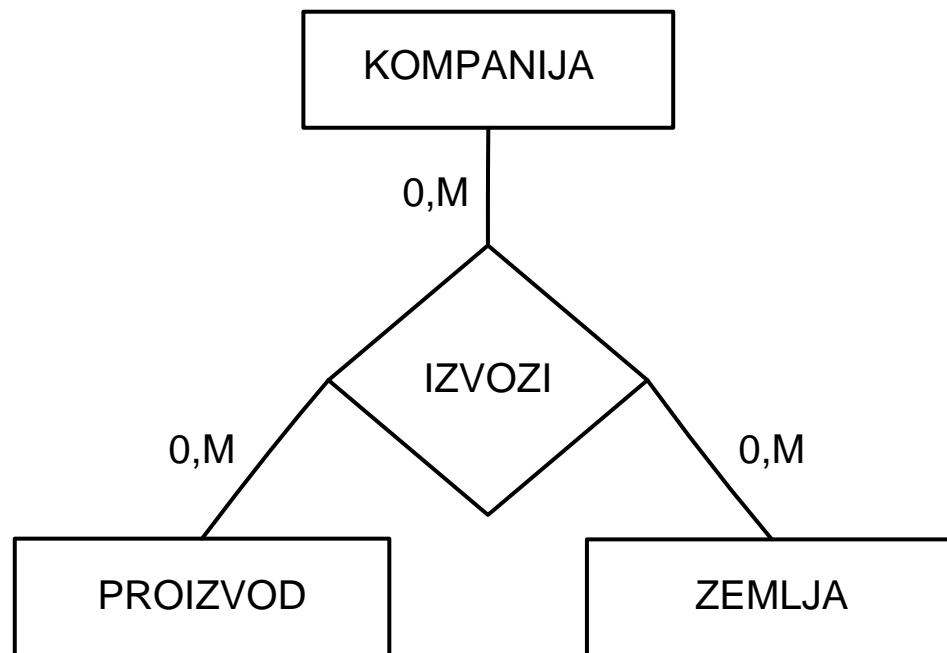 KOMPANIJA
0,M
IZVOZI
0,M
0,M
PROIZVOD
ZEMLJA